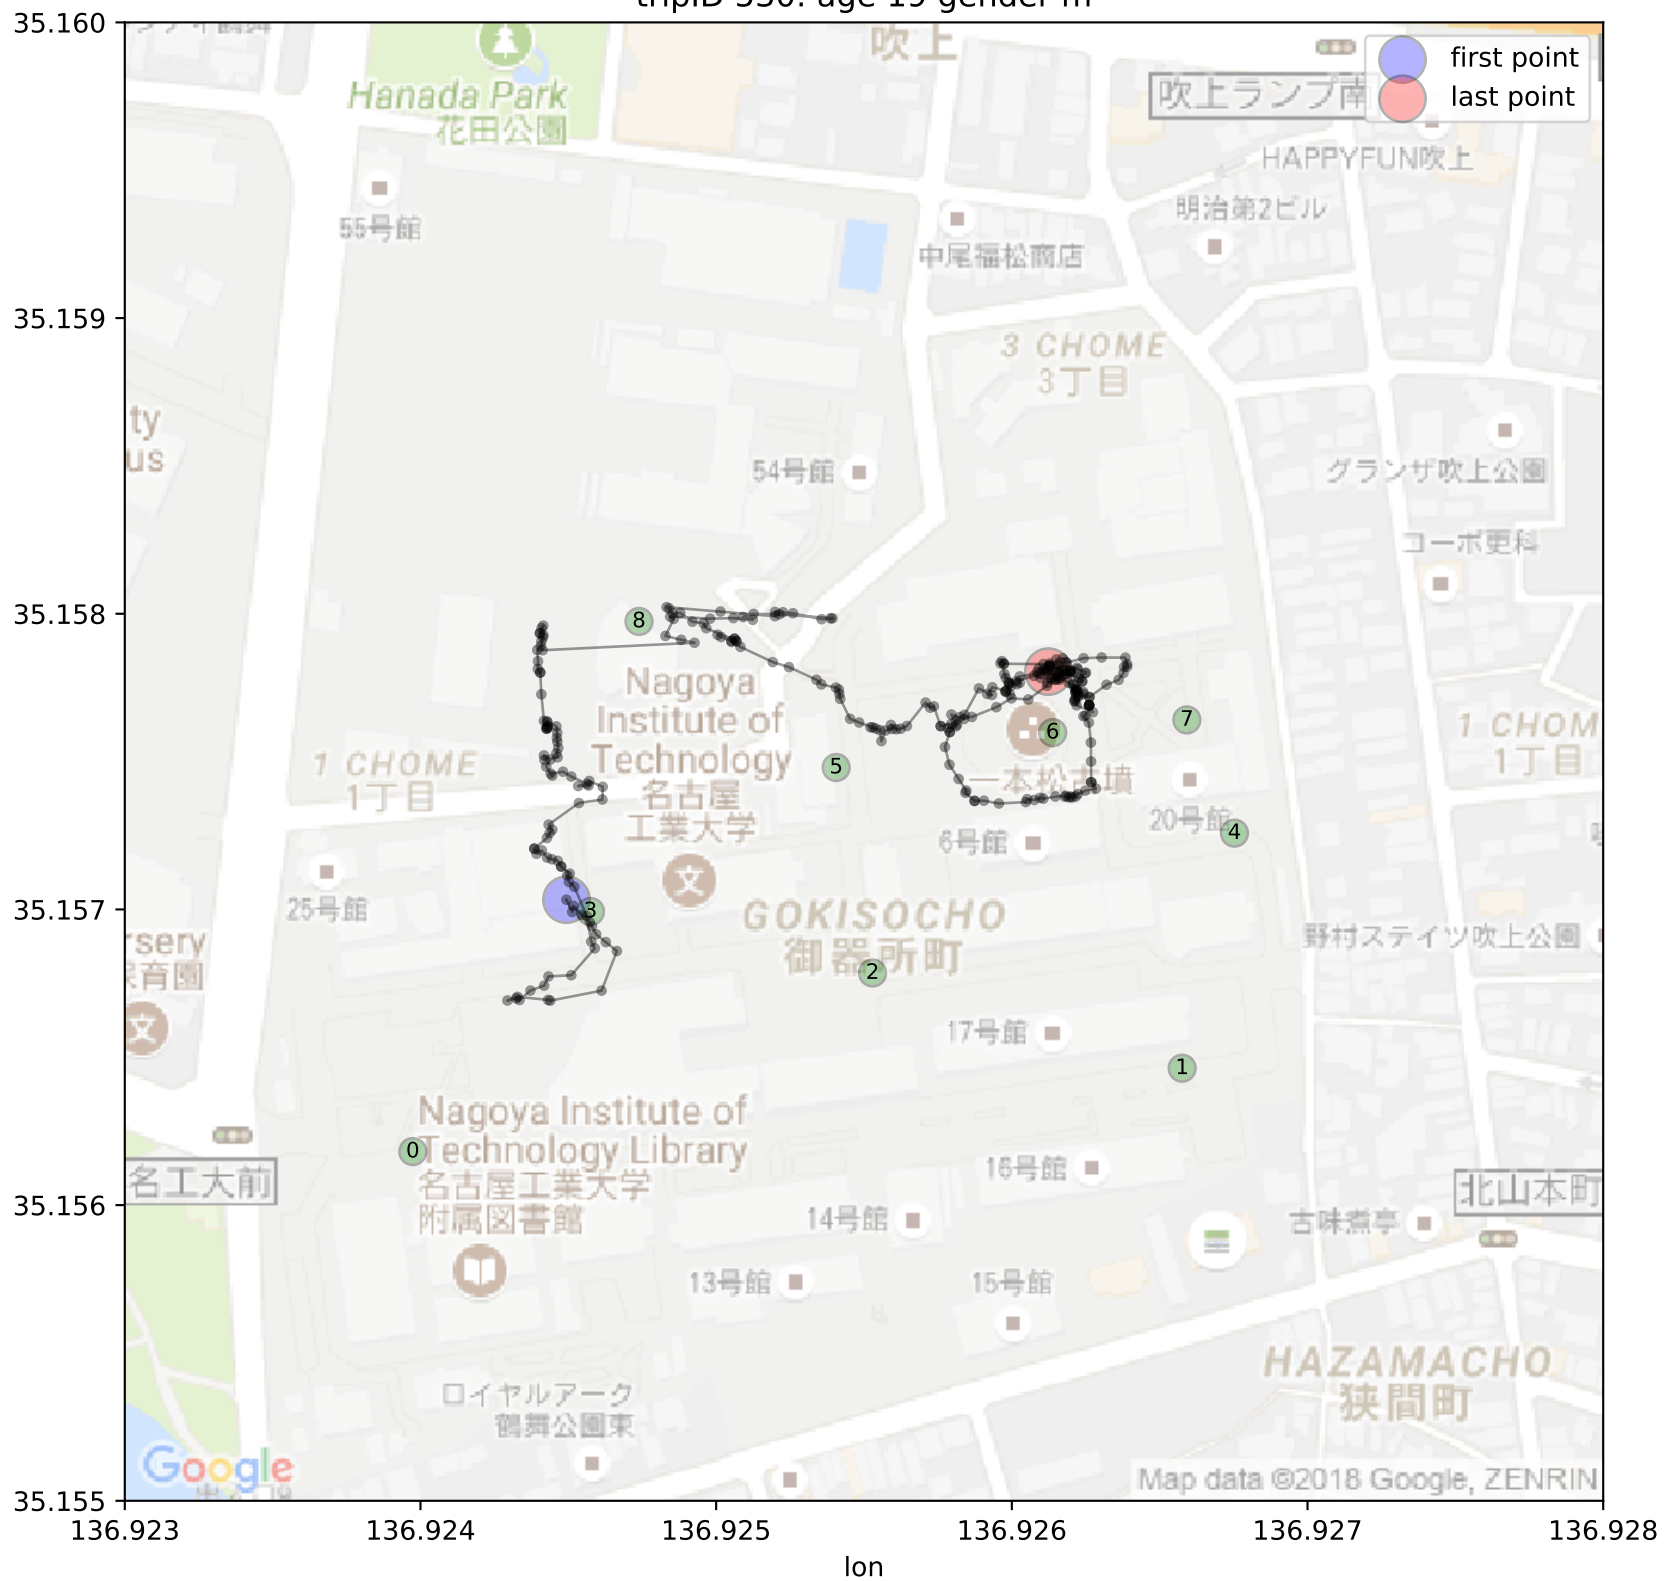 35.160
35.159
35.158
35.157
35.156
35.155
136.923
136.924
136.925
136.926
136.927
136.928
lon
first point
last point
吹上
Hanada Park
花田公園
吹上ランプ南
HAPPYFUN吹上
明治第2ビル
55号館
中尾福松商店
3 CHOME
3丁目
ty
us
54号館
グランザ吹上公園
コーポ更科
8
Nagoya
Institute of
Technology
名古屋
工業大学
7
6
5
一本松古墳
1 CHOME
1丁目
1 CHOM
1丁目
20号館
4
6号館
25号館
3
GOKISOCHO
御器所町
2
野村ステイツ吹上公園
rsery
保育園
17号館
1
Nagoya Institute of
Technology Library
名古屋工業大学
附属図書館
0
名工大前
16号館
北山本町
古味煮亭
14号館
13号館
15号館
HAZAMACHO
狭間町
ロイヤルアーク
鶴舞公園東
Google
Map data ©2018 Google, ZENRIN